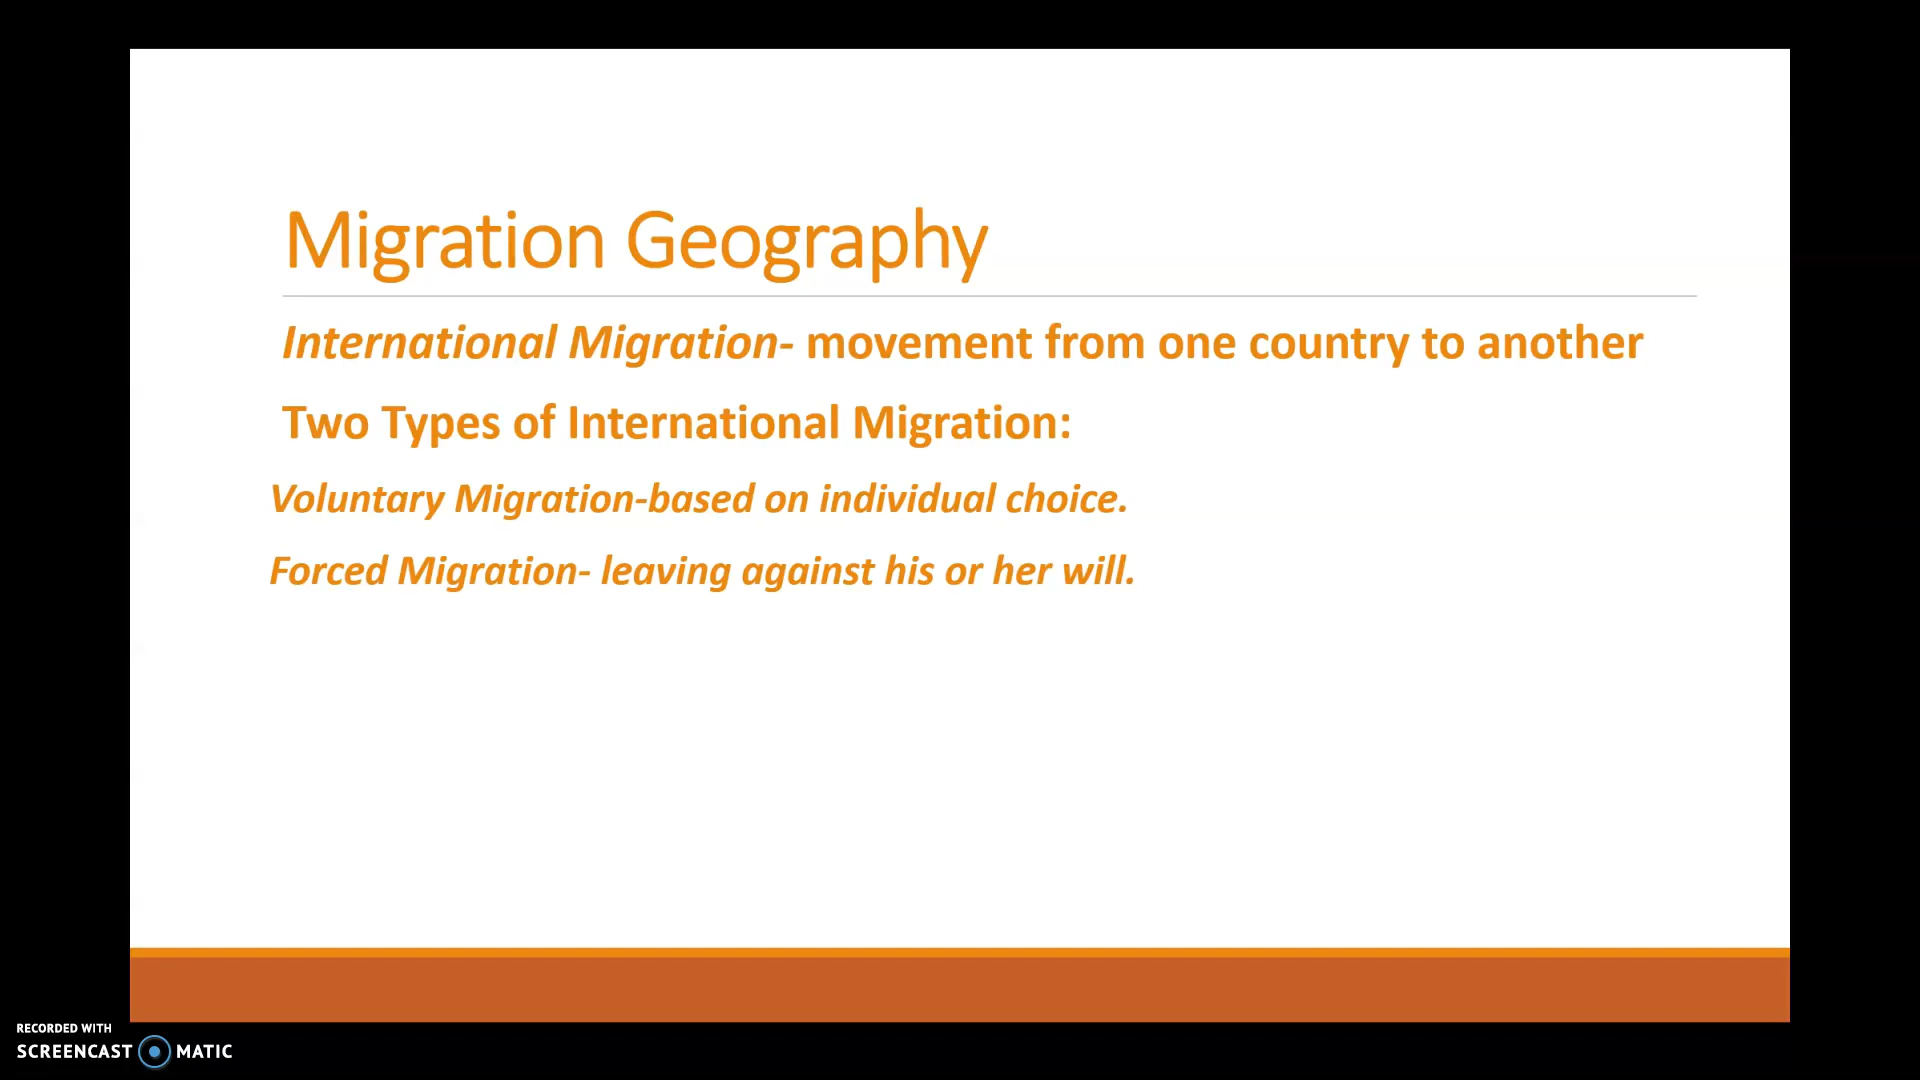 Migration Geography
International Migration- movement from one country to another
Two Types of International Migration:
Voluntary Migration-based on individual choice.
Forced Migration- leaving against his or her will.
RECORDED WITH
SCREENCAST MATIC